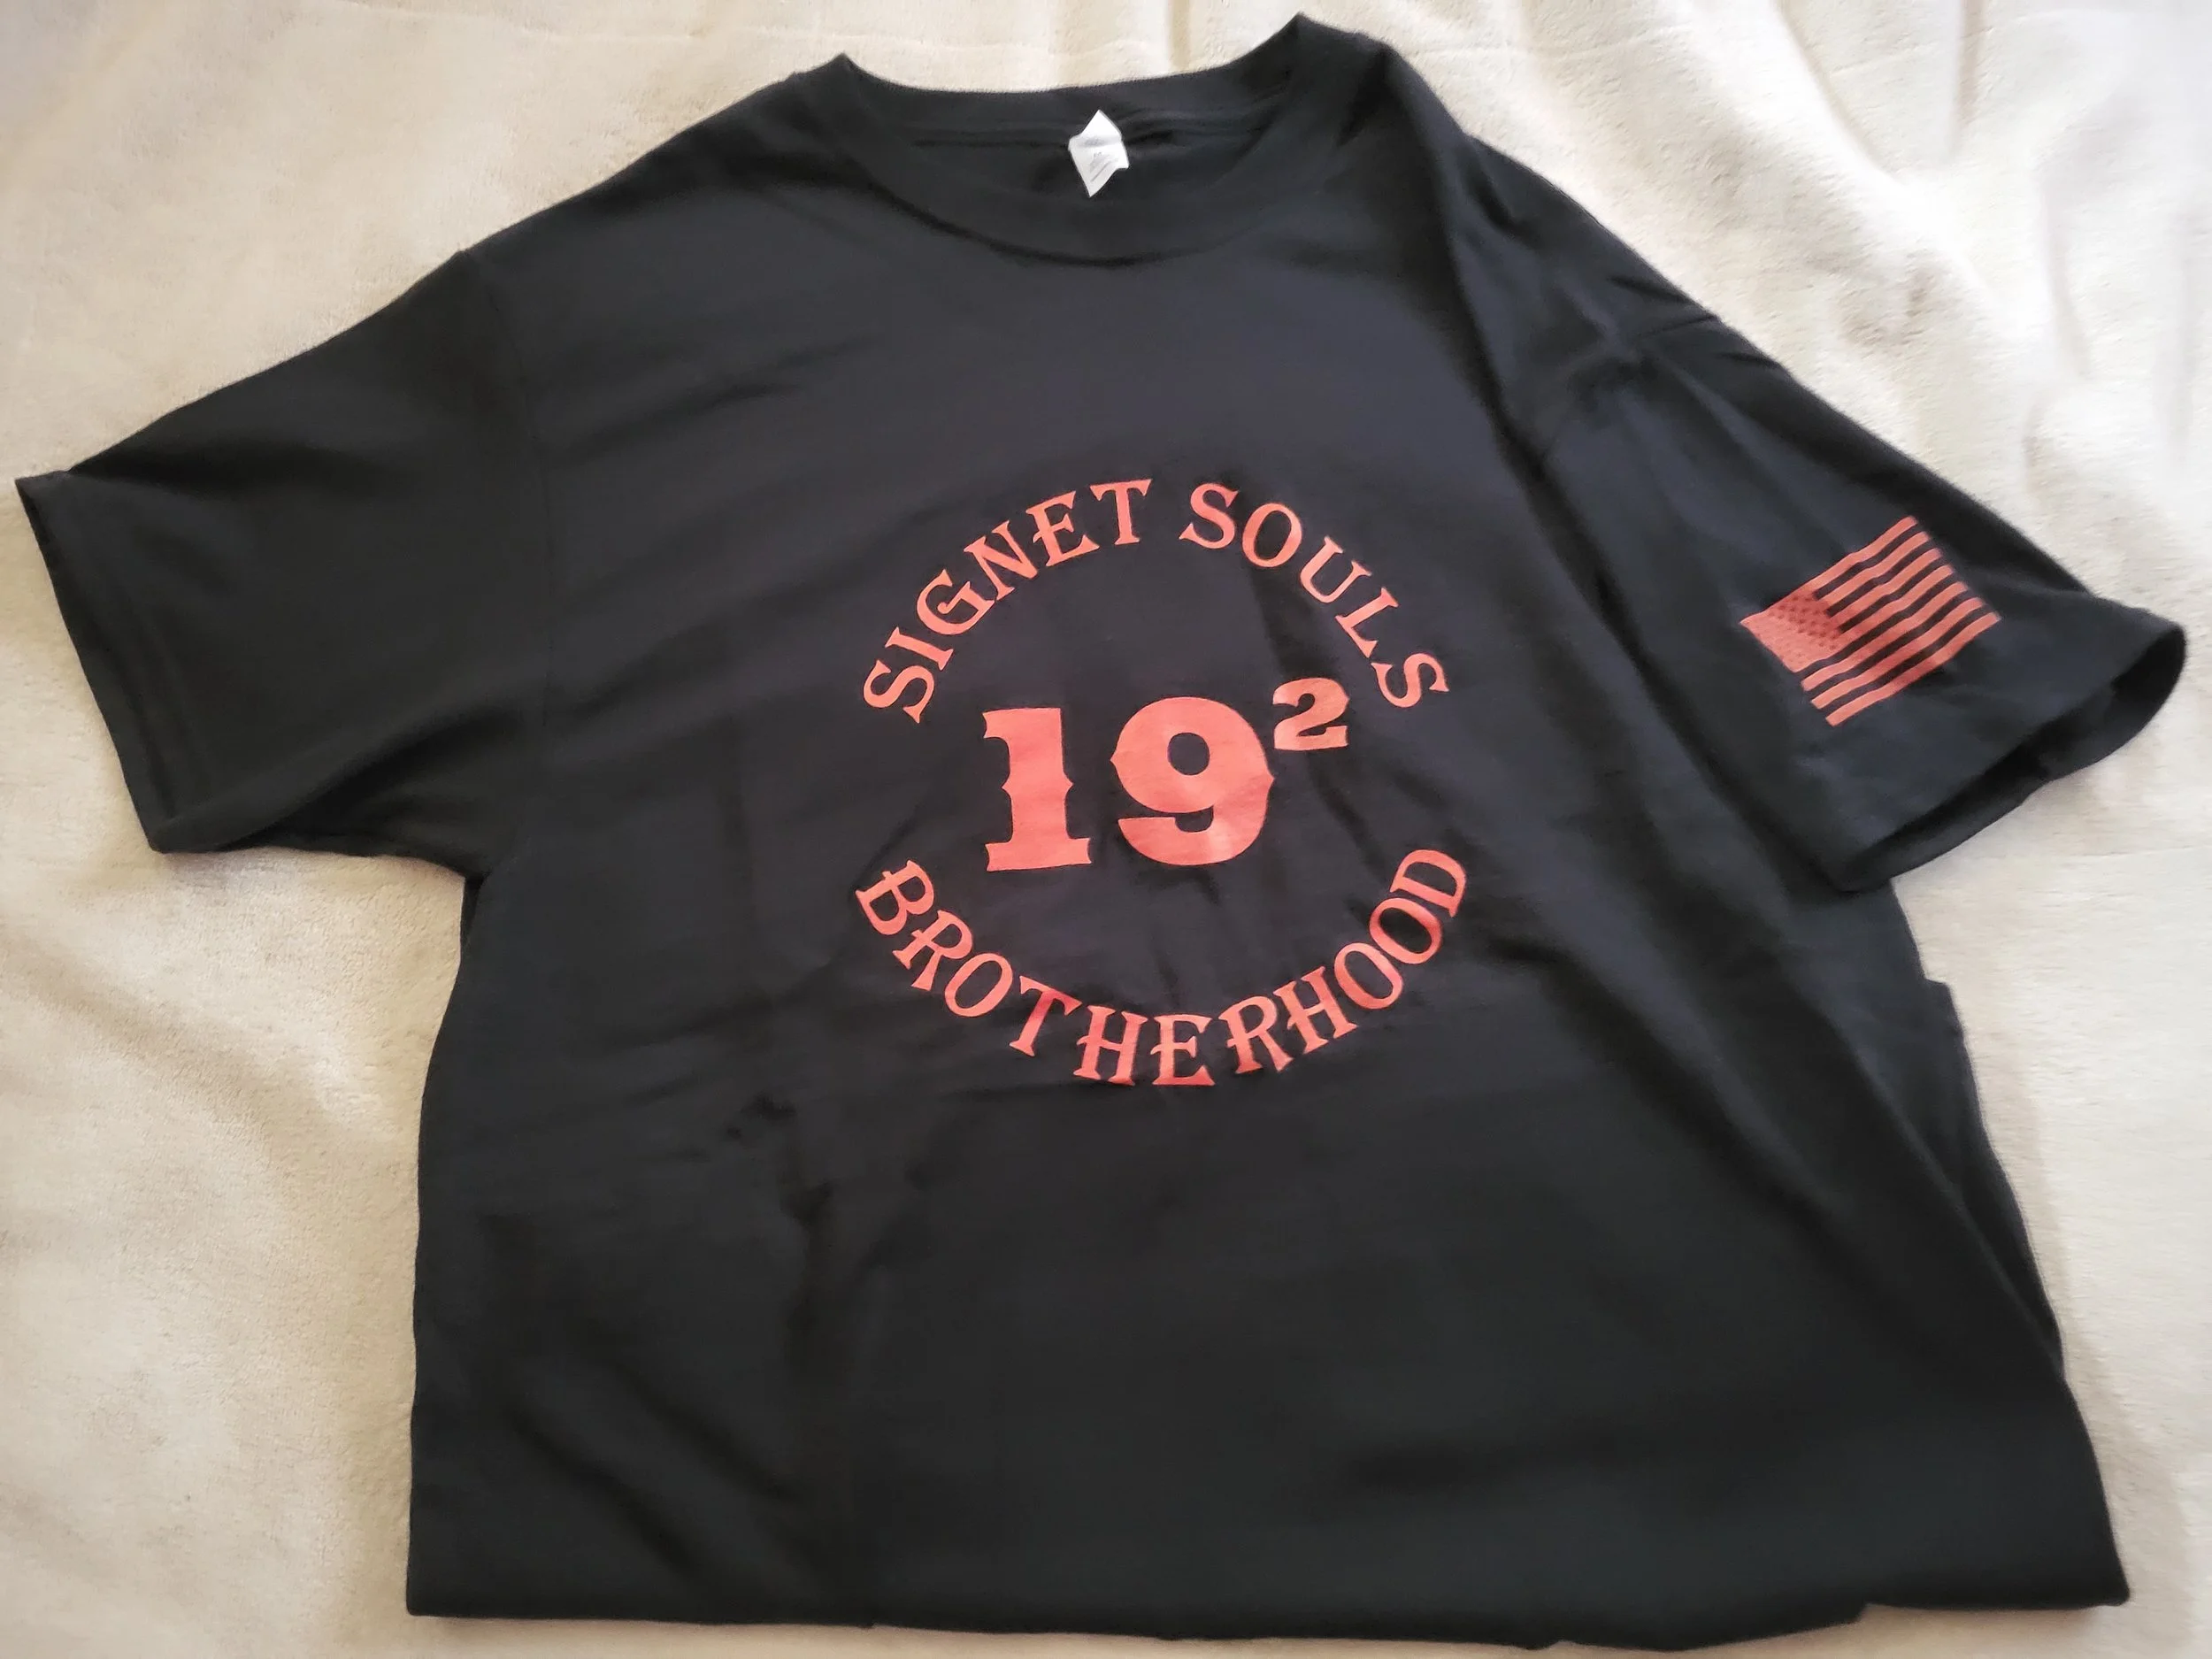 SIGNET SOULS
19²
BROTHERHOOD